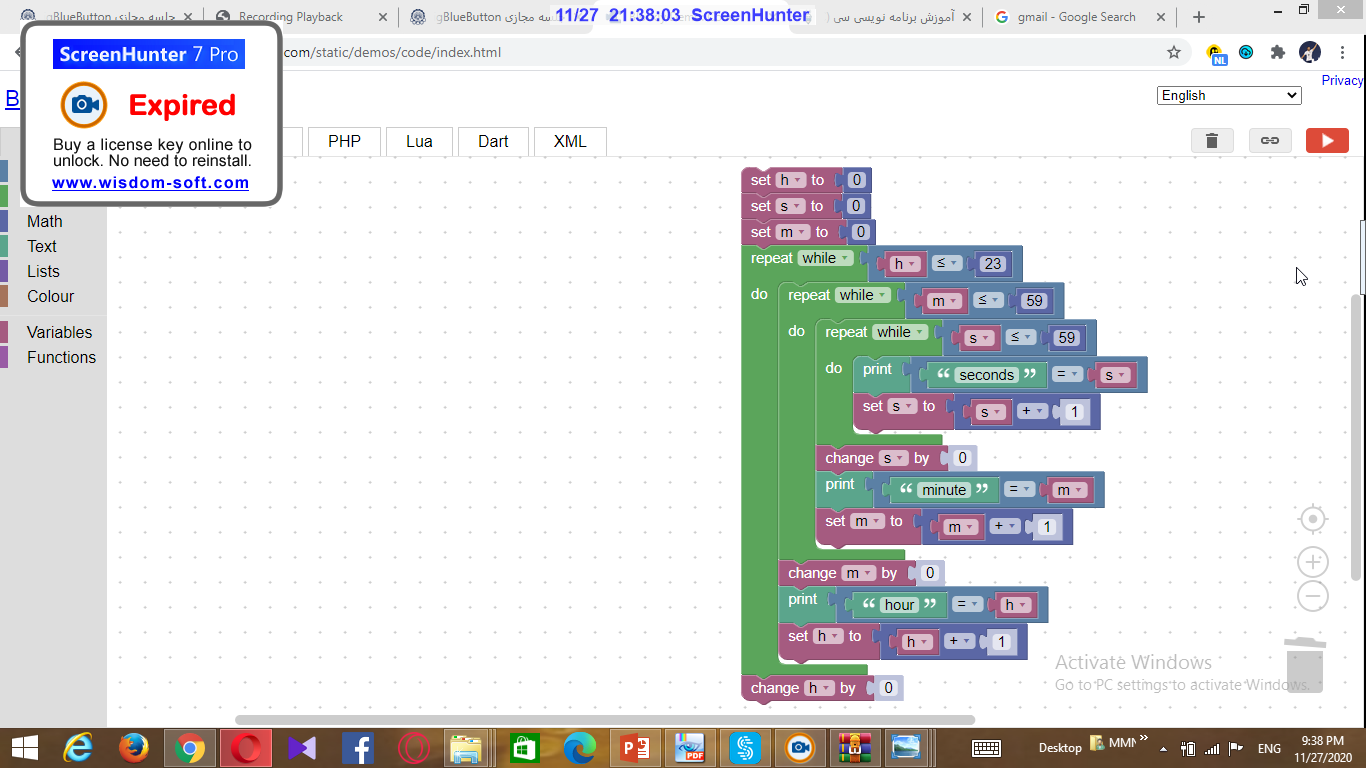 gBlueButton جلسه مجازی
Recording Playback
gBlueButton جلسه مجازی
11/27 21:38:03 ScreenHunter
آموزش برنامه نویسی سی
gmail - Google Search
ScreenHunter 7 Pro
Expired
Buy a license key online to
unlock. No need to reinstall.
www.wisdom-soft.com
.com/static/demos/code/index.html
NL
Privacy
English
B
PHP
Lua
Dart
XML
Math
Text
Lists
Colour
Variables
Functions
set h to 0
set s to 0
set m to 0
repeat while h ≤ 23
do repeat while m ≤ 59
do repeat while s ≤ 59
do print “ seconds ” = s
set s to s + 1
change s by 0
print “ minute ” = m
set m to m + 1
change m by 0
print “ hour ” = h
set h to h + 1
change h by 0
Activate Windows
Go to PC settings to activate Windows.
Desktop
MMM
ENG
9:38 PM
11/27/2020